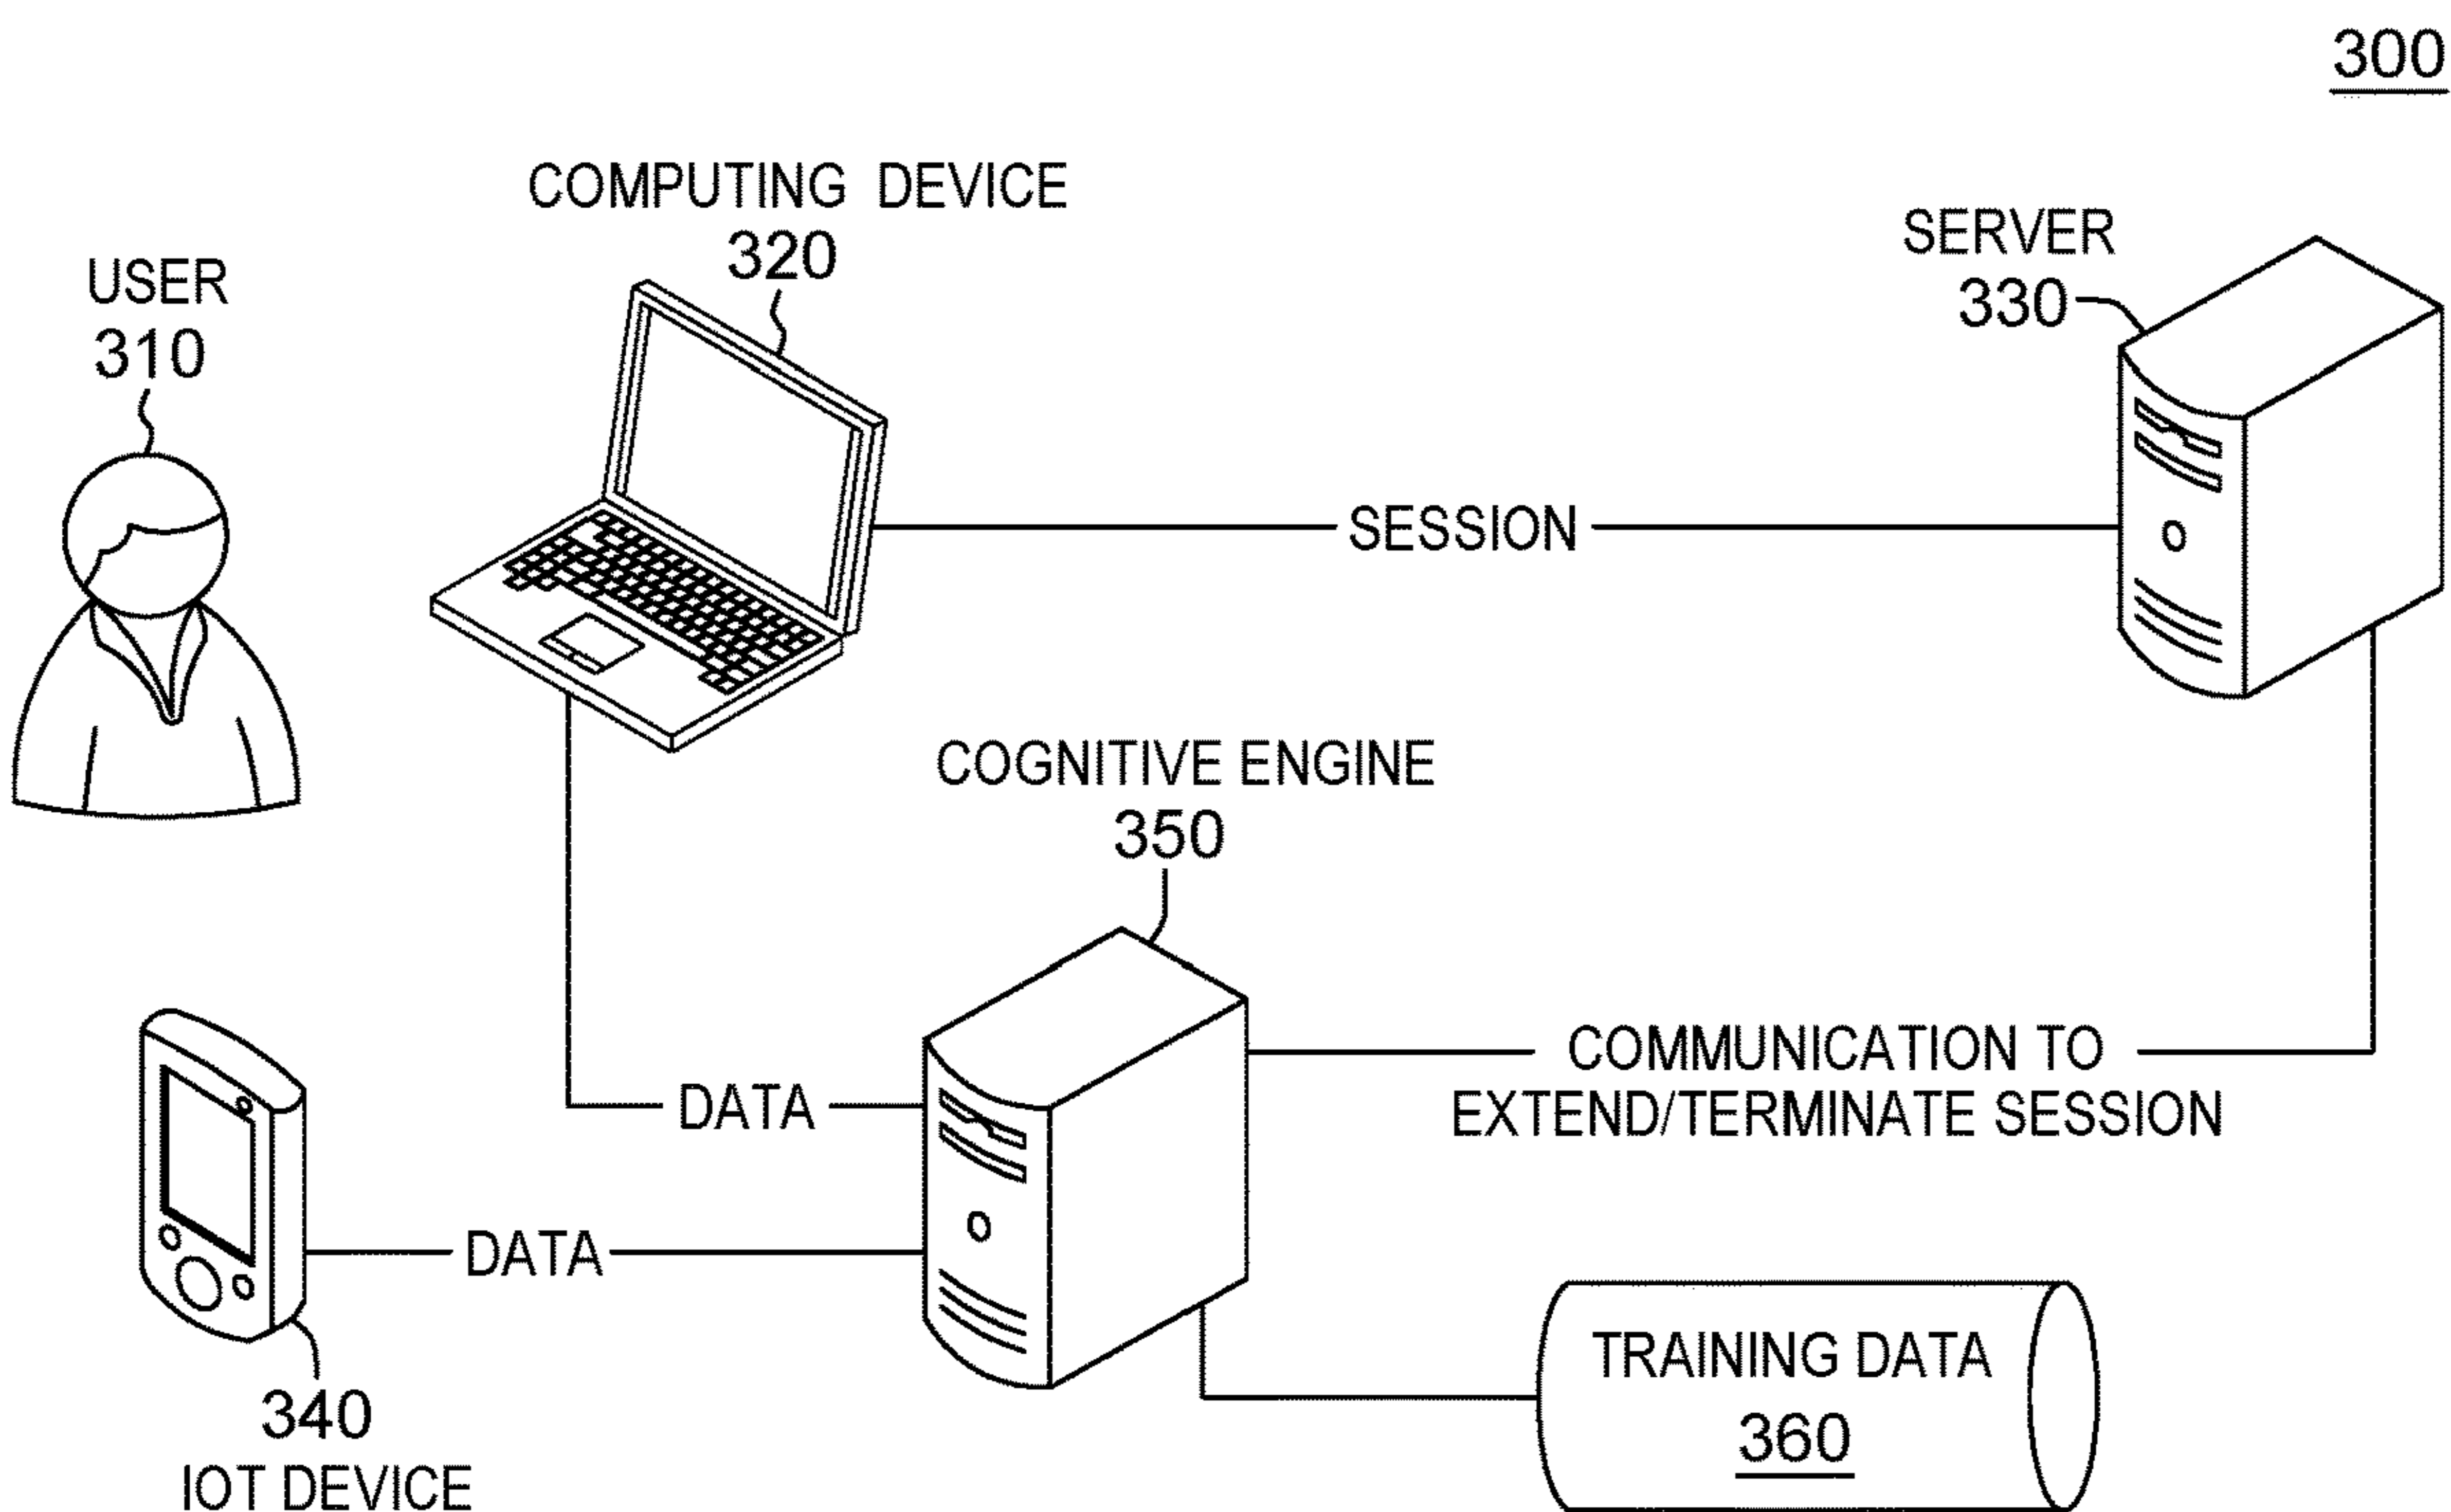 300
COMPUTING DEVICE
320
SERVER
330
USER
310
SESSION
COGNITIVE ENGINE
350
COMMUNICATION TO
EXTEND/TERMINATE SESSION
DATA
DATA
TRAINING DATA
360
340
IOT DEVICE